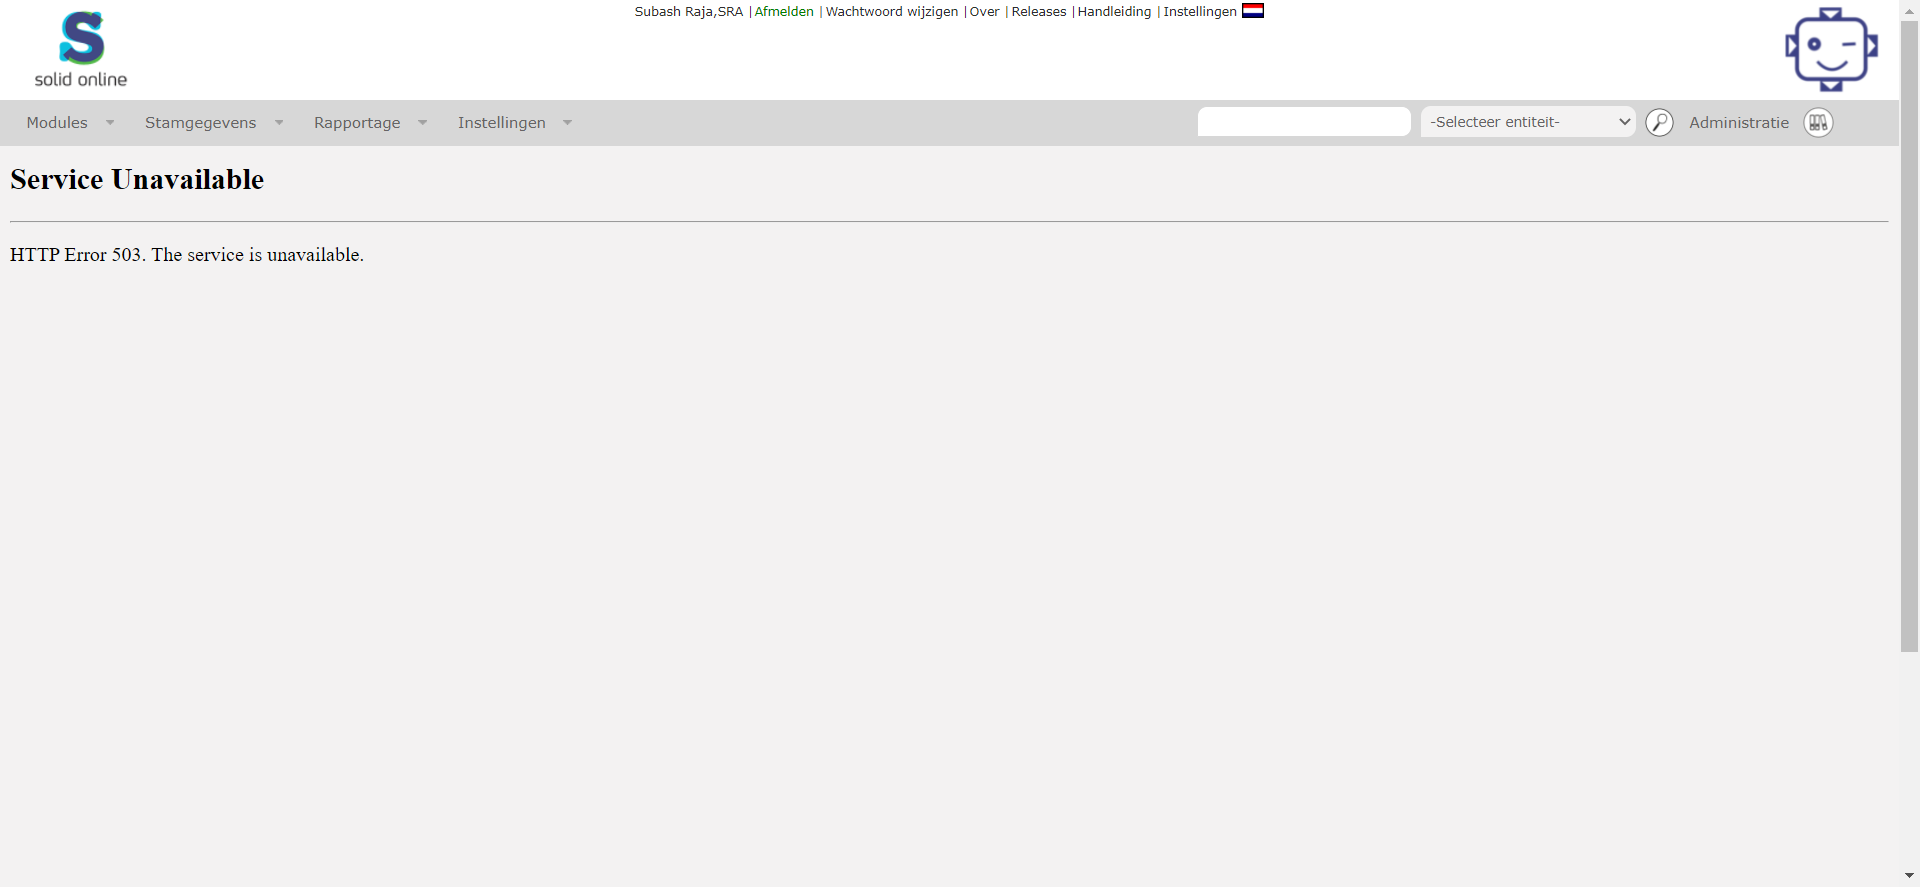 Subash Raja,SRA | Afmelden | Wachtwoord wijzigen | Over | Releases | Handleiding | Instellingen
S
solid online
Modules Stamgegevens Rapportage Instellingen -Selecteer entiteit- Administratie
Service Unavailable
HTTP Error 503. The service is unavailable.